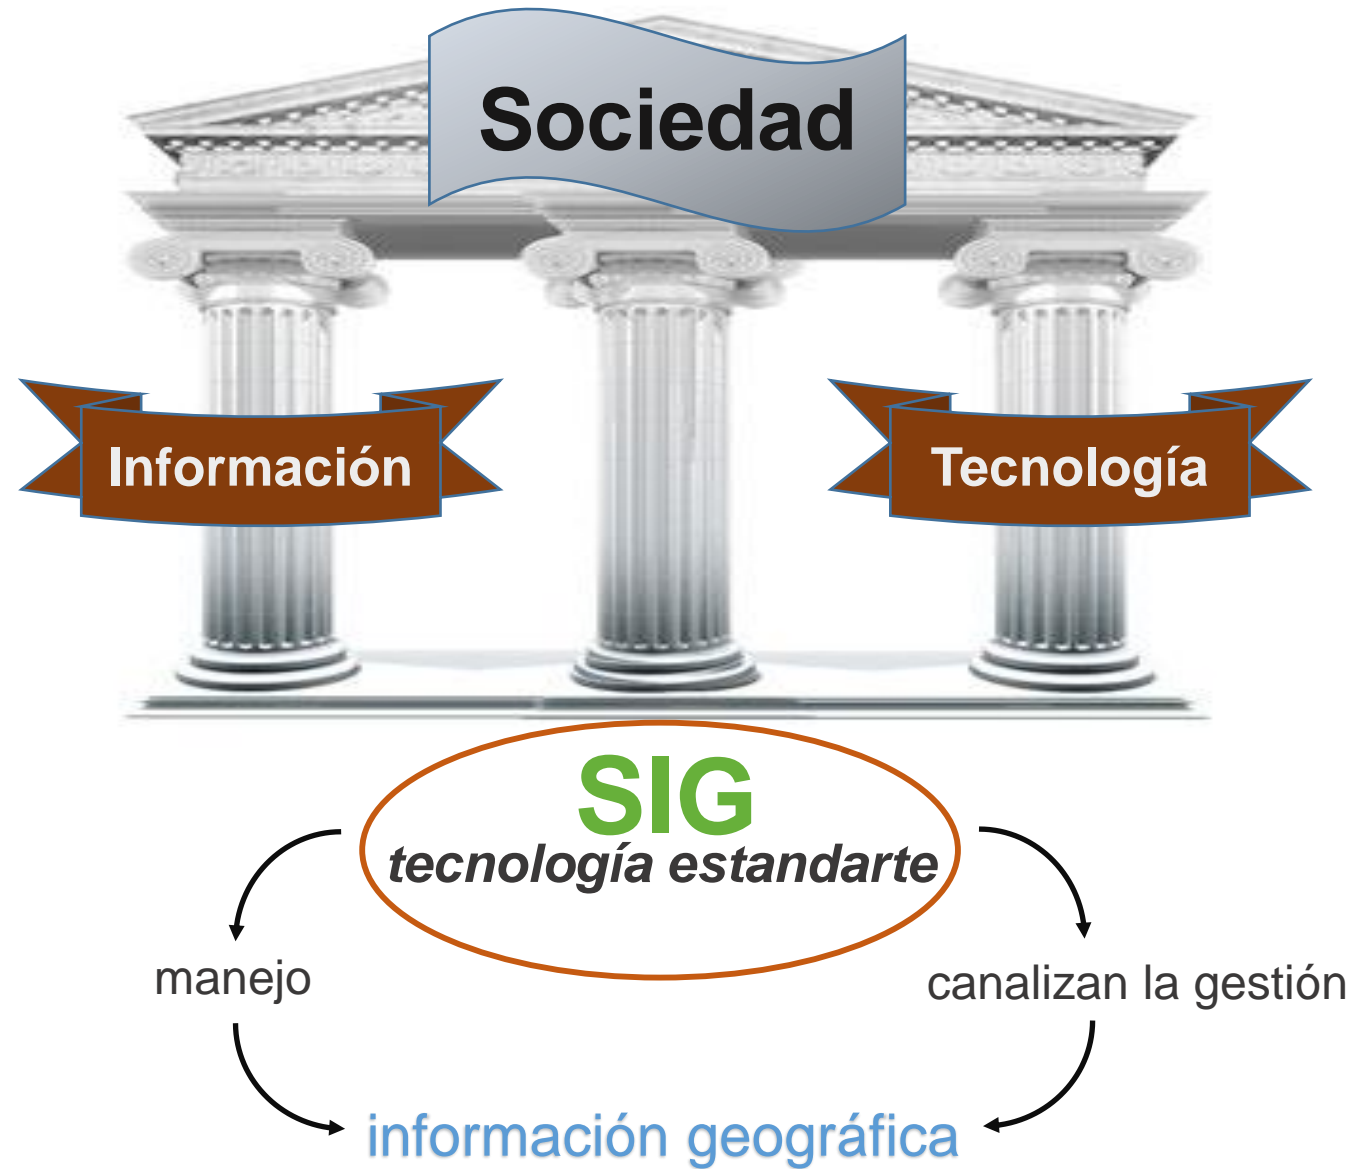 Sociedad
Información
Tecnología
SIG
tecnología estandarte
manejo
canalizan la gestión
información geográfica